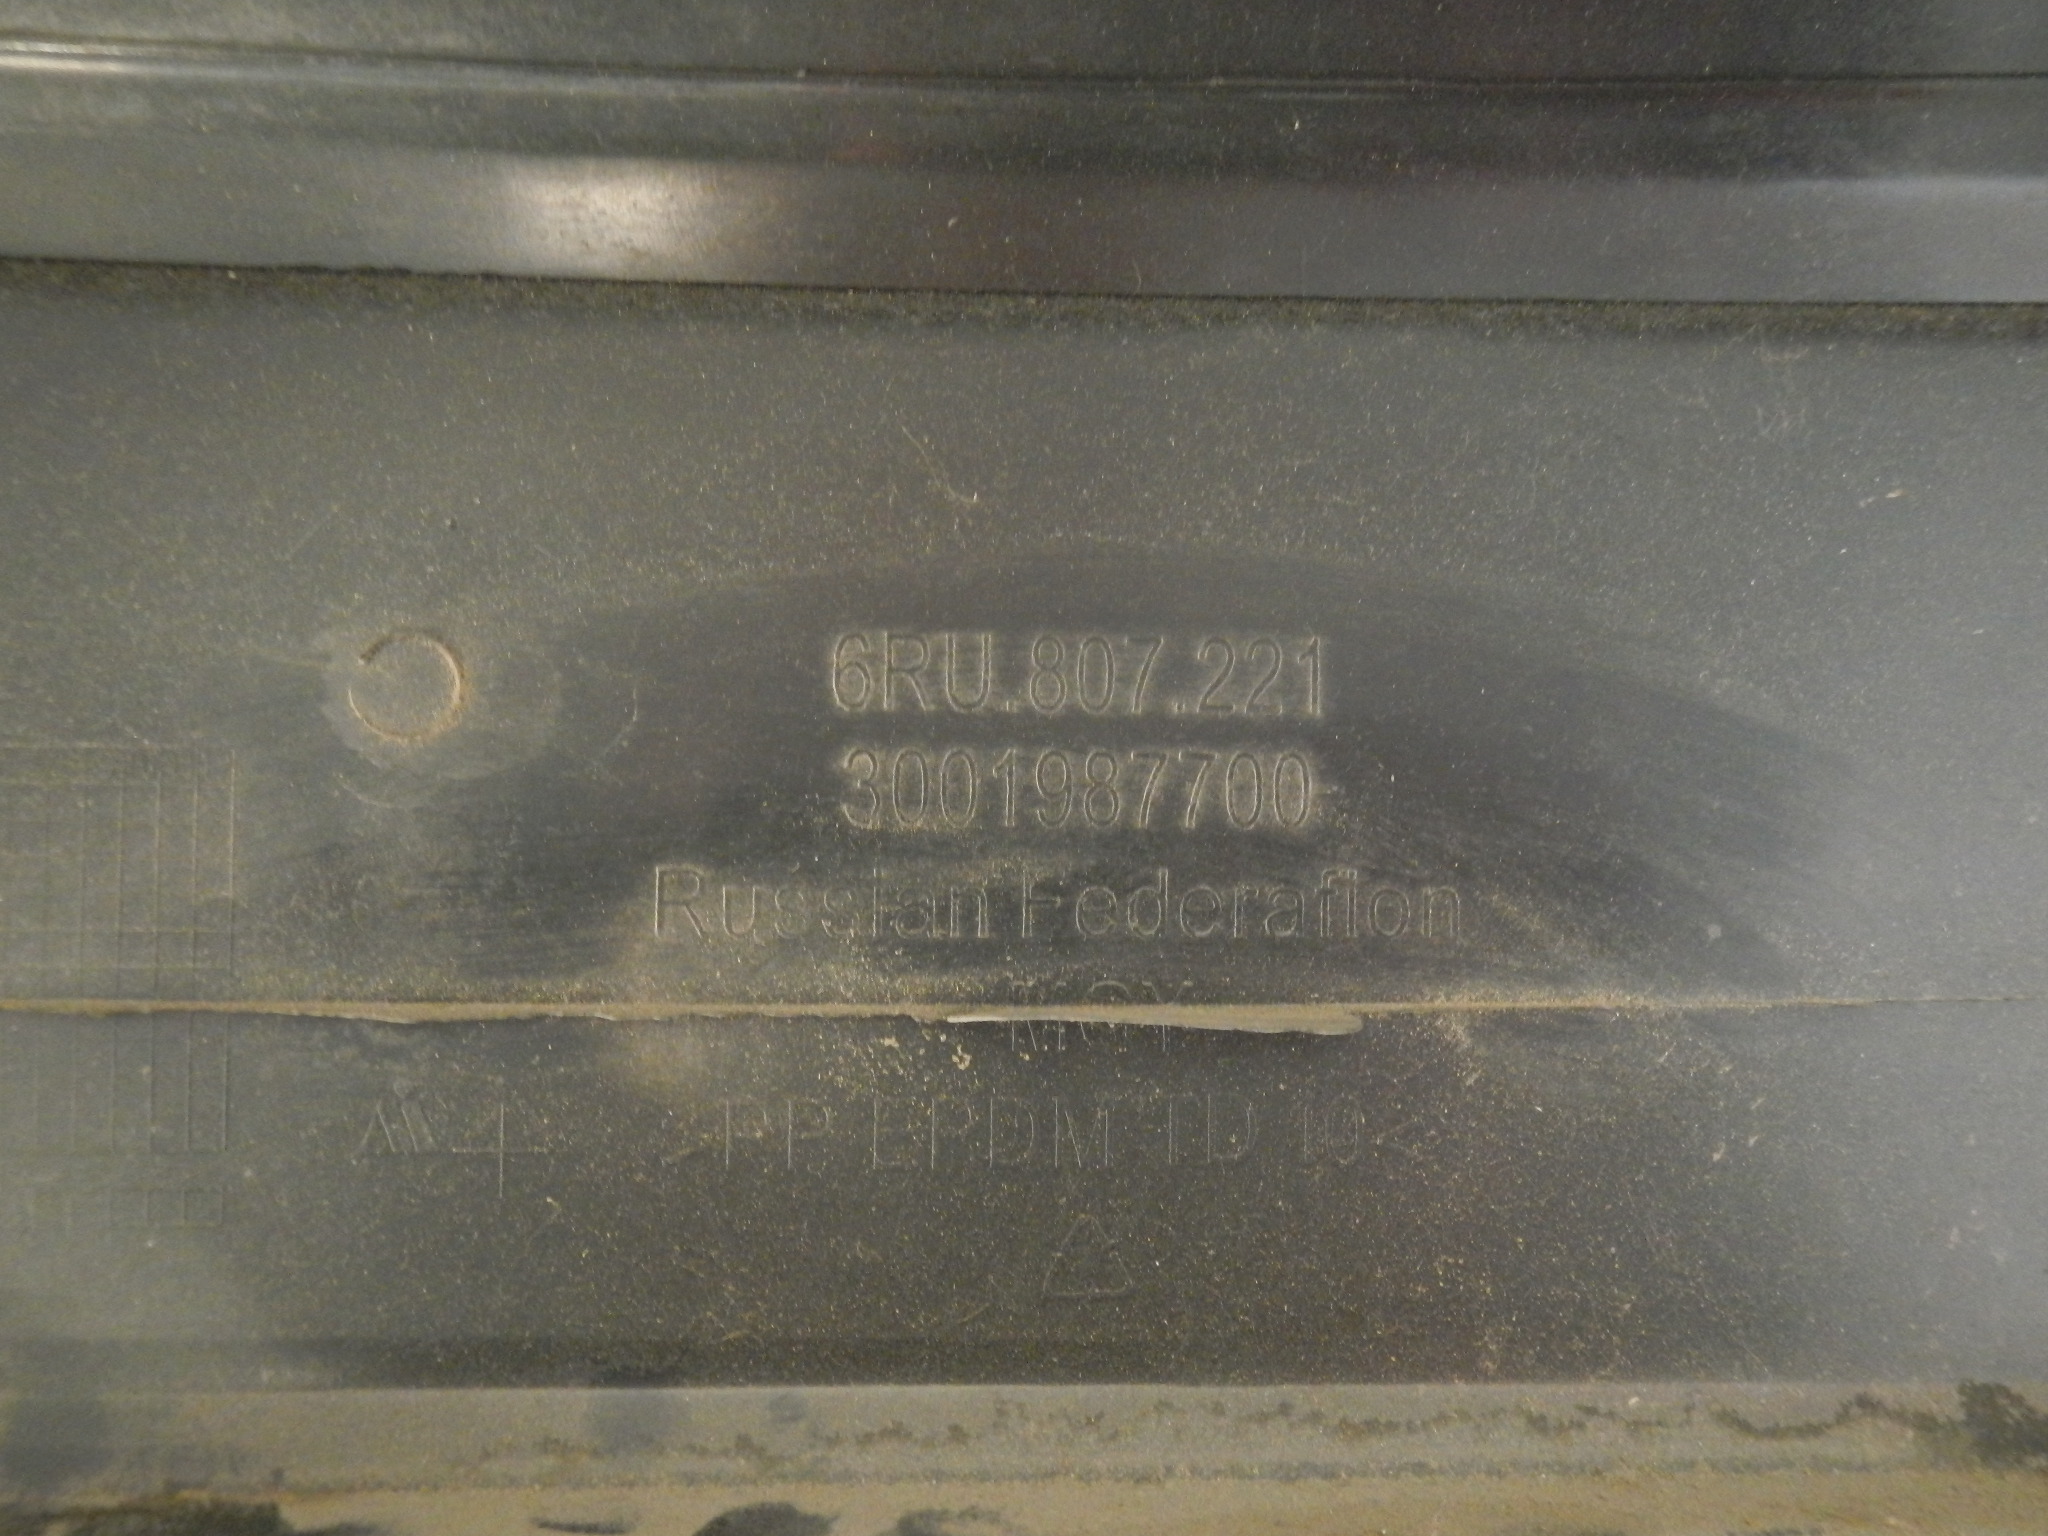 6RU.807.221
3001987700
Russian Federation
>PP EPDM TD 10<